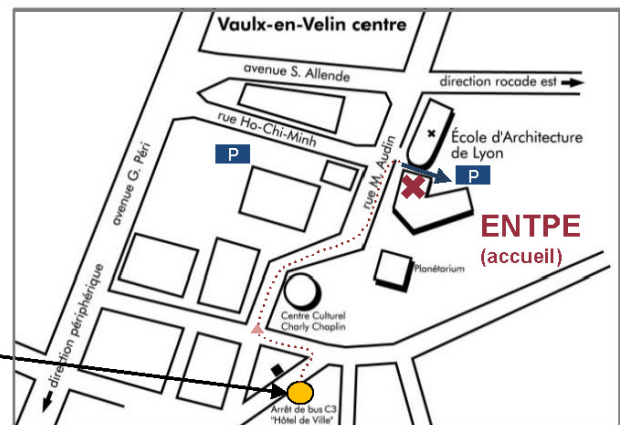 Vaulx-en-Velin centre
avenue S. Allende
direction rocade est
rue Ho-Chi-Minh
École d'Architecture
de Lyon
P
P
rue M. Audin
avenue G. Péri
ENTPE
(accueil)
Planétarium
Centre Culturel
Charly Chaplin
direction périphérique
Arrêt de bus C3
"Hôtel de Ville"